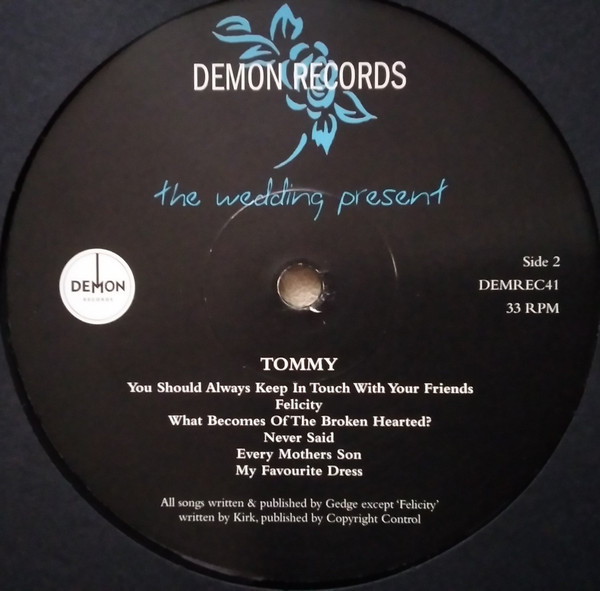 DEMON RECORDS
the wedding present
DEMON
RECORDS
Side 2
DEMREC41
33 RPM
TOMMY
You Should Always Keep In Touch With Your Friends
Felicity
What Becomes Of The Broken Hearted?
Never Said
Every Mothers Son
My Favourite Dress
All songs written & published by Gedge except 'Felicity'
written by Kirk, published by Copyright Control